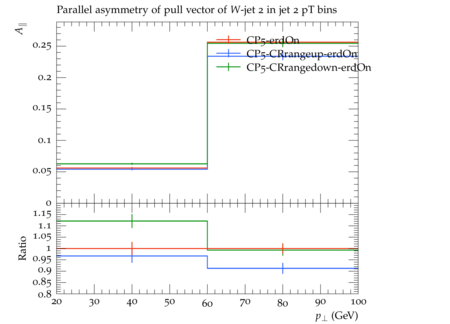 Parallel asymmetry of pull vector of W-jet 2 in jet 2 pT bins
A∥
0.25
0.2
0.15
0.1
0.05
0
CP5-erdOn
CP5-CRrangeup-erdOn
CP5-CRrangedown-erdOn
Ratio
1.15
1.1
1.05
1
0.95
0.9
0.85
0.8
20 30 40 50 60 70 80 90 100
p⊥ (GeV)